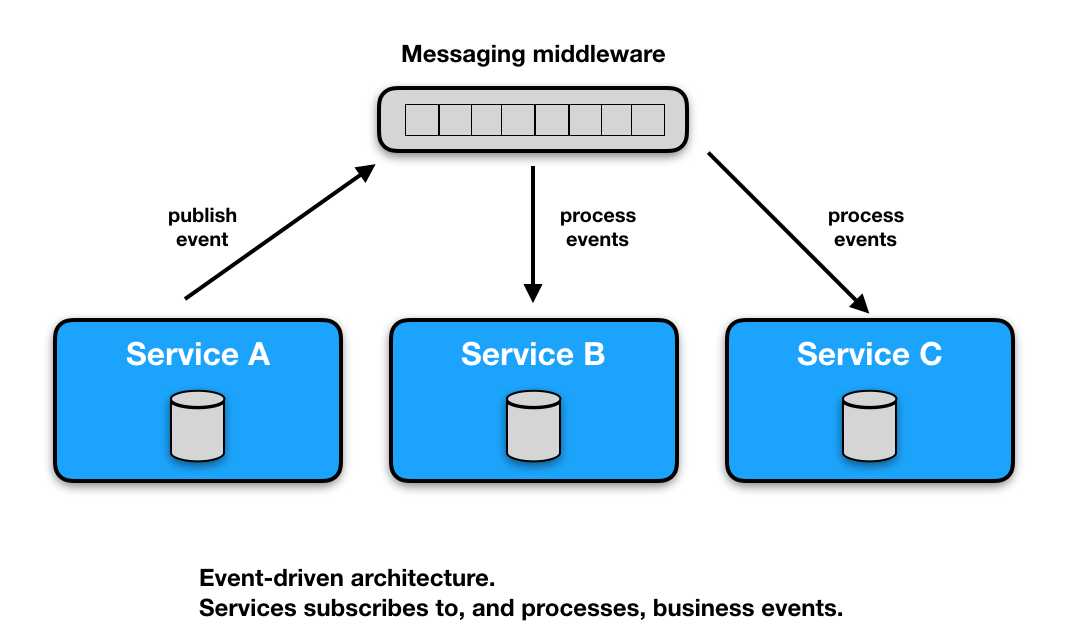 Messaging middleware
publish
event
process
events
process
events
Service A
Service B
Service C
Event-driven architecture.
Services subscribes to, and processes, business events.